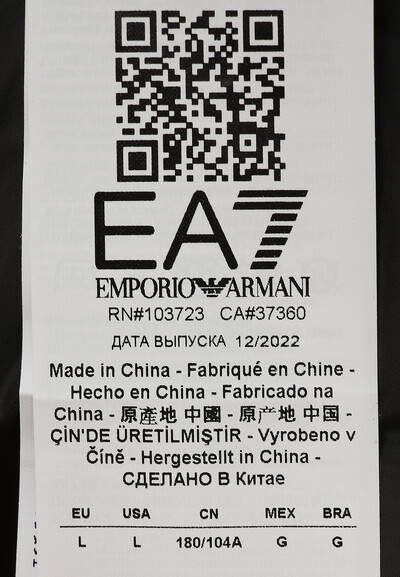 EA7
EMPORIO ARMANI
RN#103723 CA#37360
ДАТА ВЫПУСКА 12/2022
Made in China - Fabriqué en Chine -
Hecho en China - Fabricado na
China - 原產地 中國 - 原产地 中国 -
ÇİN'DE ÜRETİLMİŞTİR - Vyrobeno v
Číně - Hergestellt in China -
СДЕЛАНО В Китае
EU USA CN MEX BRA
L L 180/104A G G